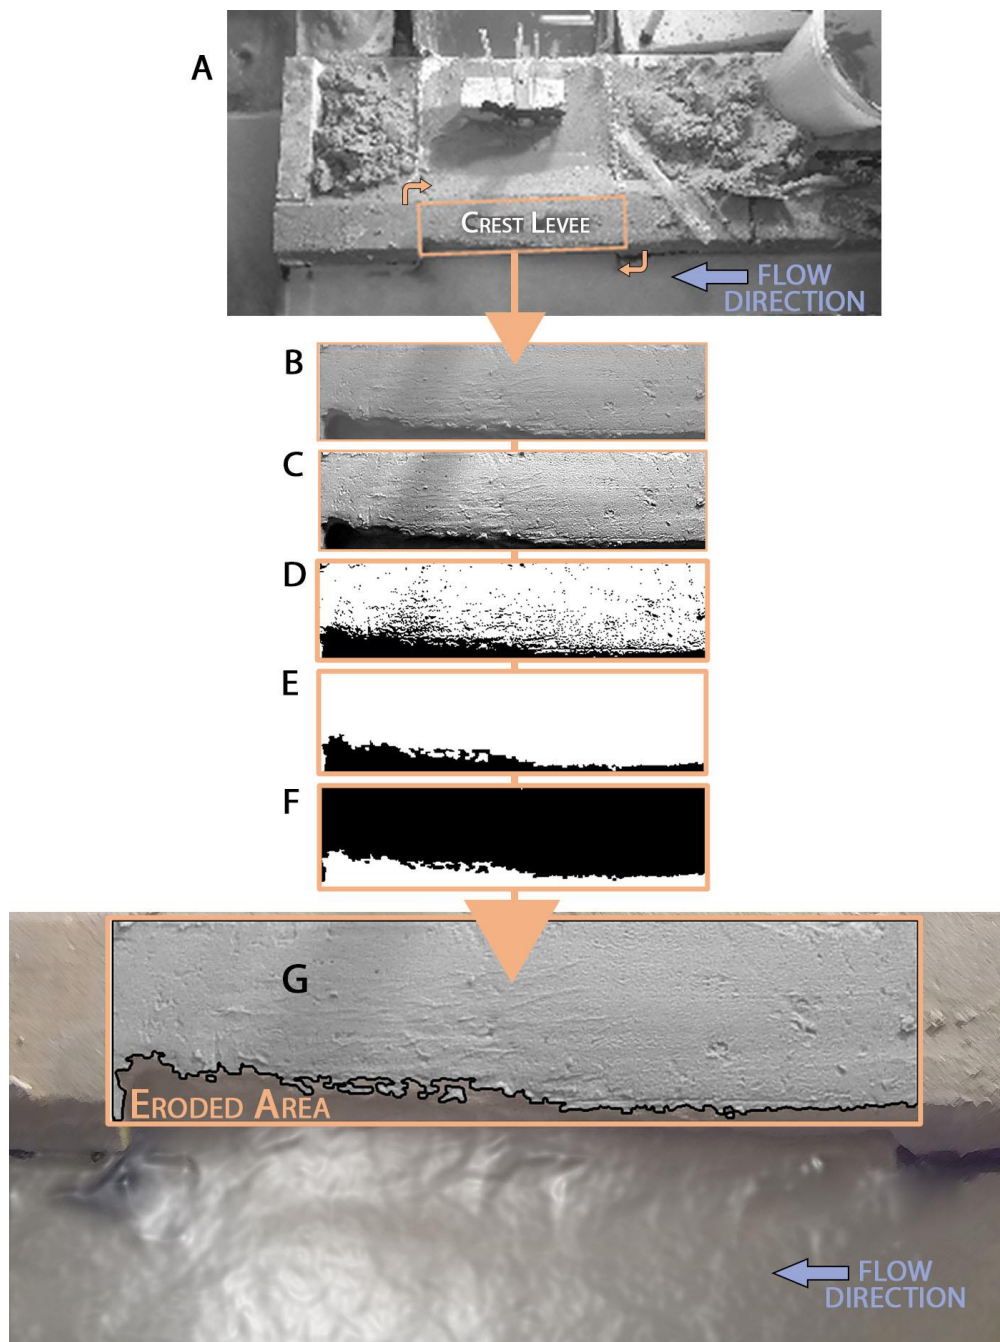 A
CREST LEVEE
FLOW
DIRECTION
B
C
D
E
F
G
ERODED AREA
FLOW
DIRECTION